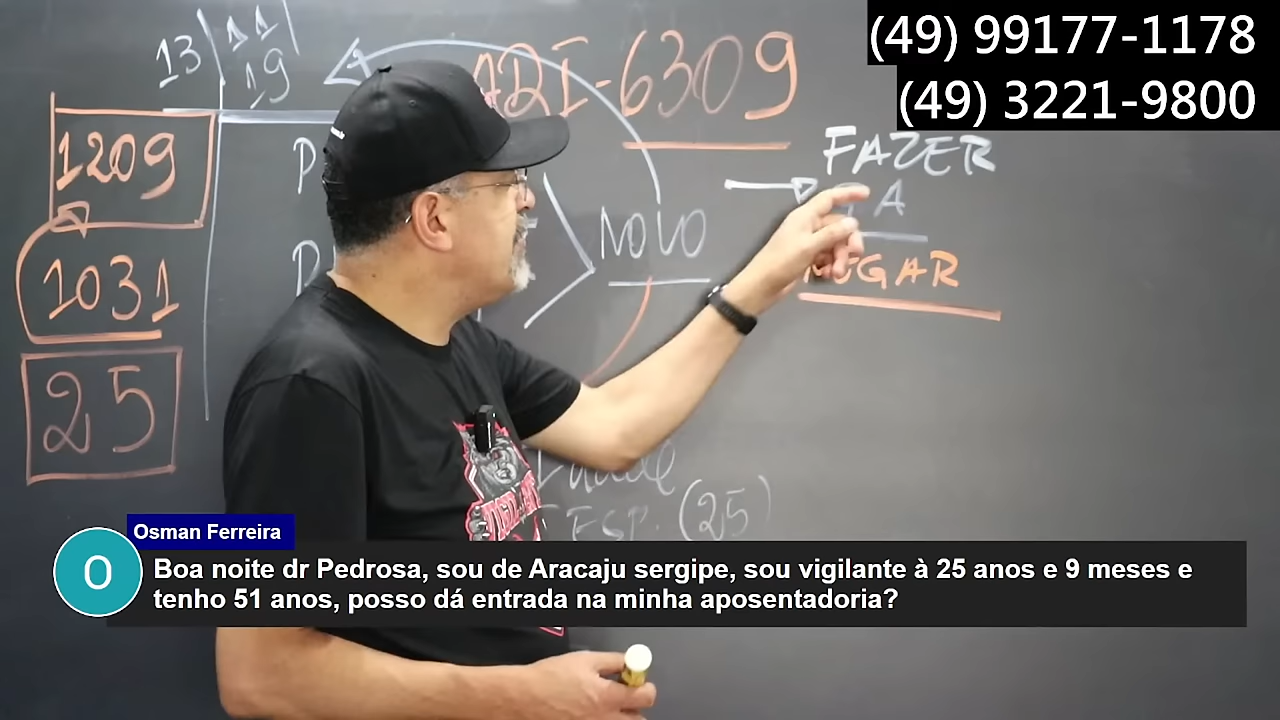 (49) 99177-1178
(49) 3221-9800
13 11
19
ADI-6309
1209
FAZER
NOVO
1031
25
ESP. (25)
Osman Ferreira
O
Boa noite dr Pedrosa, sou de Aracaju sergipe, sou vigilante à 25 anos e 9 meses e
tenho 51 anos, posso dá entrada na minha aposentadoria?